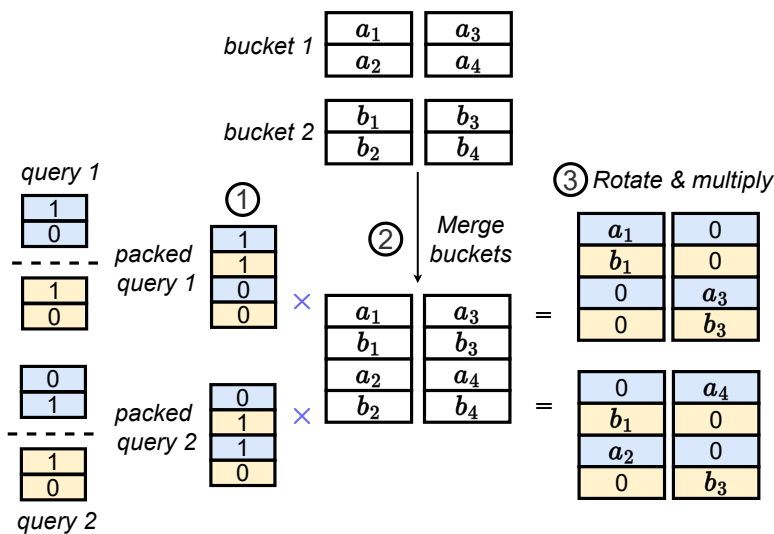 bucket 1
a₁ a₃
a₂ a₄
bucket 2
b₁ b₃
b₂ b₄
query 1
1
0
1
0
0
1
1
0
query 2
1
packed
query 1
1
1
0
0
×
packed
query 2
0
1
1
0
×
2
Merge
buckets
a₁ a₃
b₁ b₃
a₂ a₄
b₂ b₄
3 Rotate & multiply
=
a₁ 0
b₁ 0
0 a₃
0 b₃
=
0 a₄
b₁ 0
a₂ 0
0 b₃